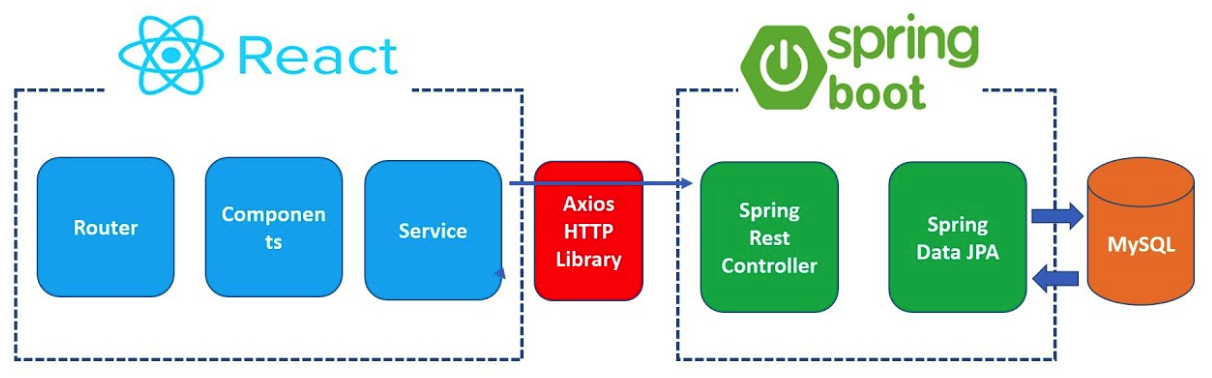 React
spring
boot
Router
Componen
ts
Service
Axios
HTTP
Library
Spring
Rest
Controller
Spring
Data JPA
MySQL